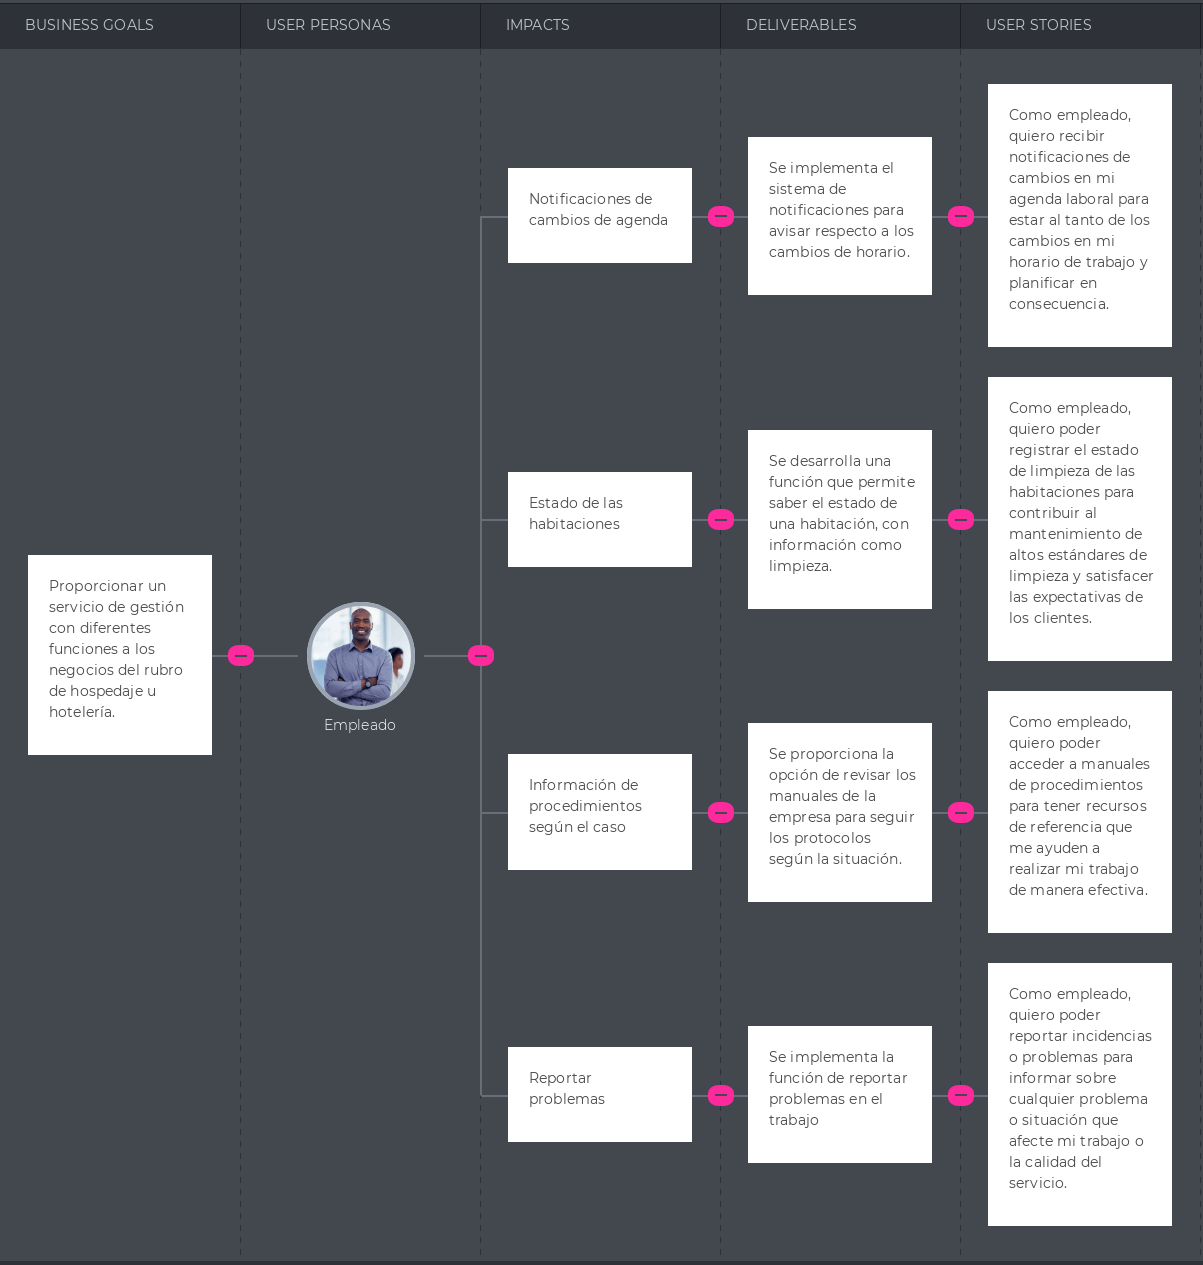 BUSINESS GOALS
USER PERSONAS
IMPACTS
DELIVERABLES
USER STORIES
Proporcionar un
servicio de gestión
con diferentes
funciones a los
negocios del rubro
de hospedaje u
hotelería.
Empleado
Notificaciones de
cambios de agenda
Se implementa el
sistema de
notificaciones para
avisar respecto a los
cambios de horario.
Como empleado,
quiero recibir
notificaciones de
cambios en mi
agenda laboral para
estar al tanto de los
cambios en mi
horario de trabajo y
planificar en
consecuencia.
Estado de las
habitaciones
Se desarrolla una
función que permite
saber el estado de
una habitación, con
información como
limpieza.
Como empleado,
quiero poder
registrar el estado
de limpieza de las
habitaciones para
contribuir al
mantenimiento de
altos estándares de
limpieza y satisfacer
las expectativas de
los clientes.
Información de
procedimientos
según el caso
Se proporciona la
opción de revisar los
manuales de la
empresa para seguir
los protocolos
según la situación.
Como empleado,
quiero poder
acceder a manuales
de procedimientos
para tener recursos
de referencia que
me ayuden a
realizar mi trabajo
de manera efectiva.
Reportar
problemas
Se implementa la
función de reportar
problemas en el
trabajo
Como empleado,
quiero poder
reportar incidencias
o problemas para
informar sobre
cualquier problema
o situación que
afecte mi trabajo o
la calidad del
servicio.